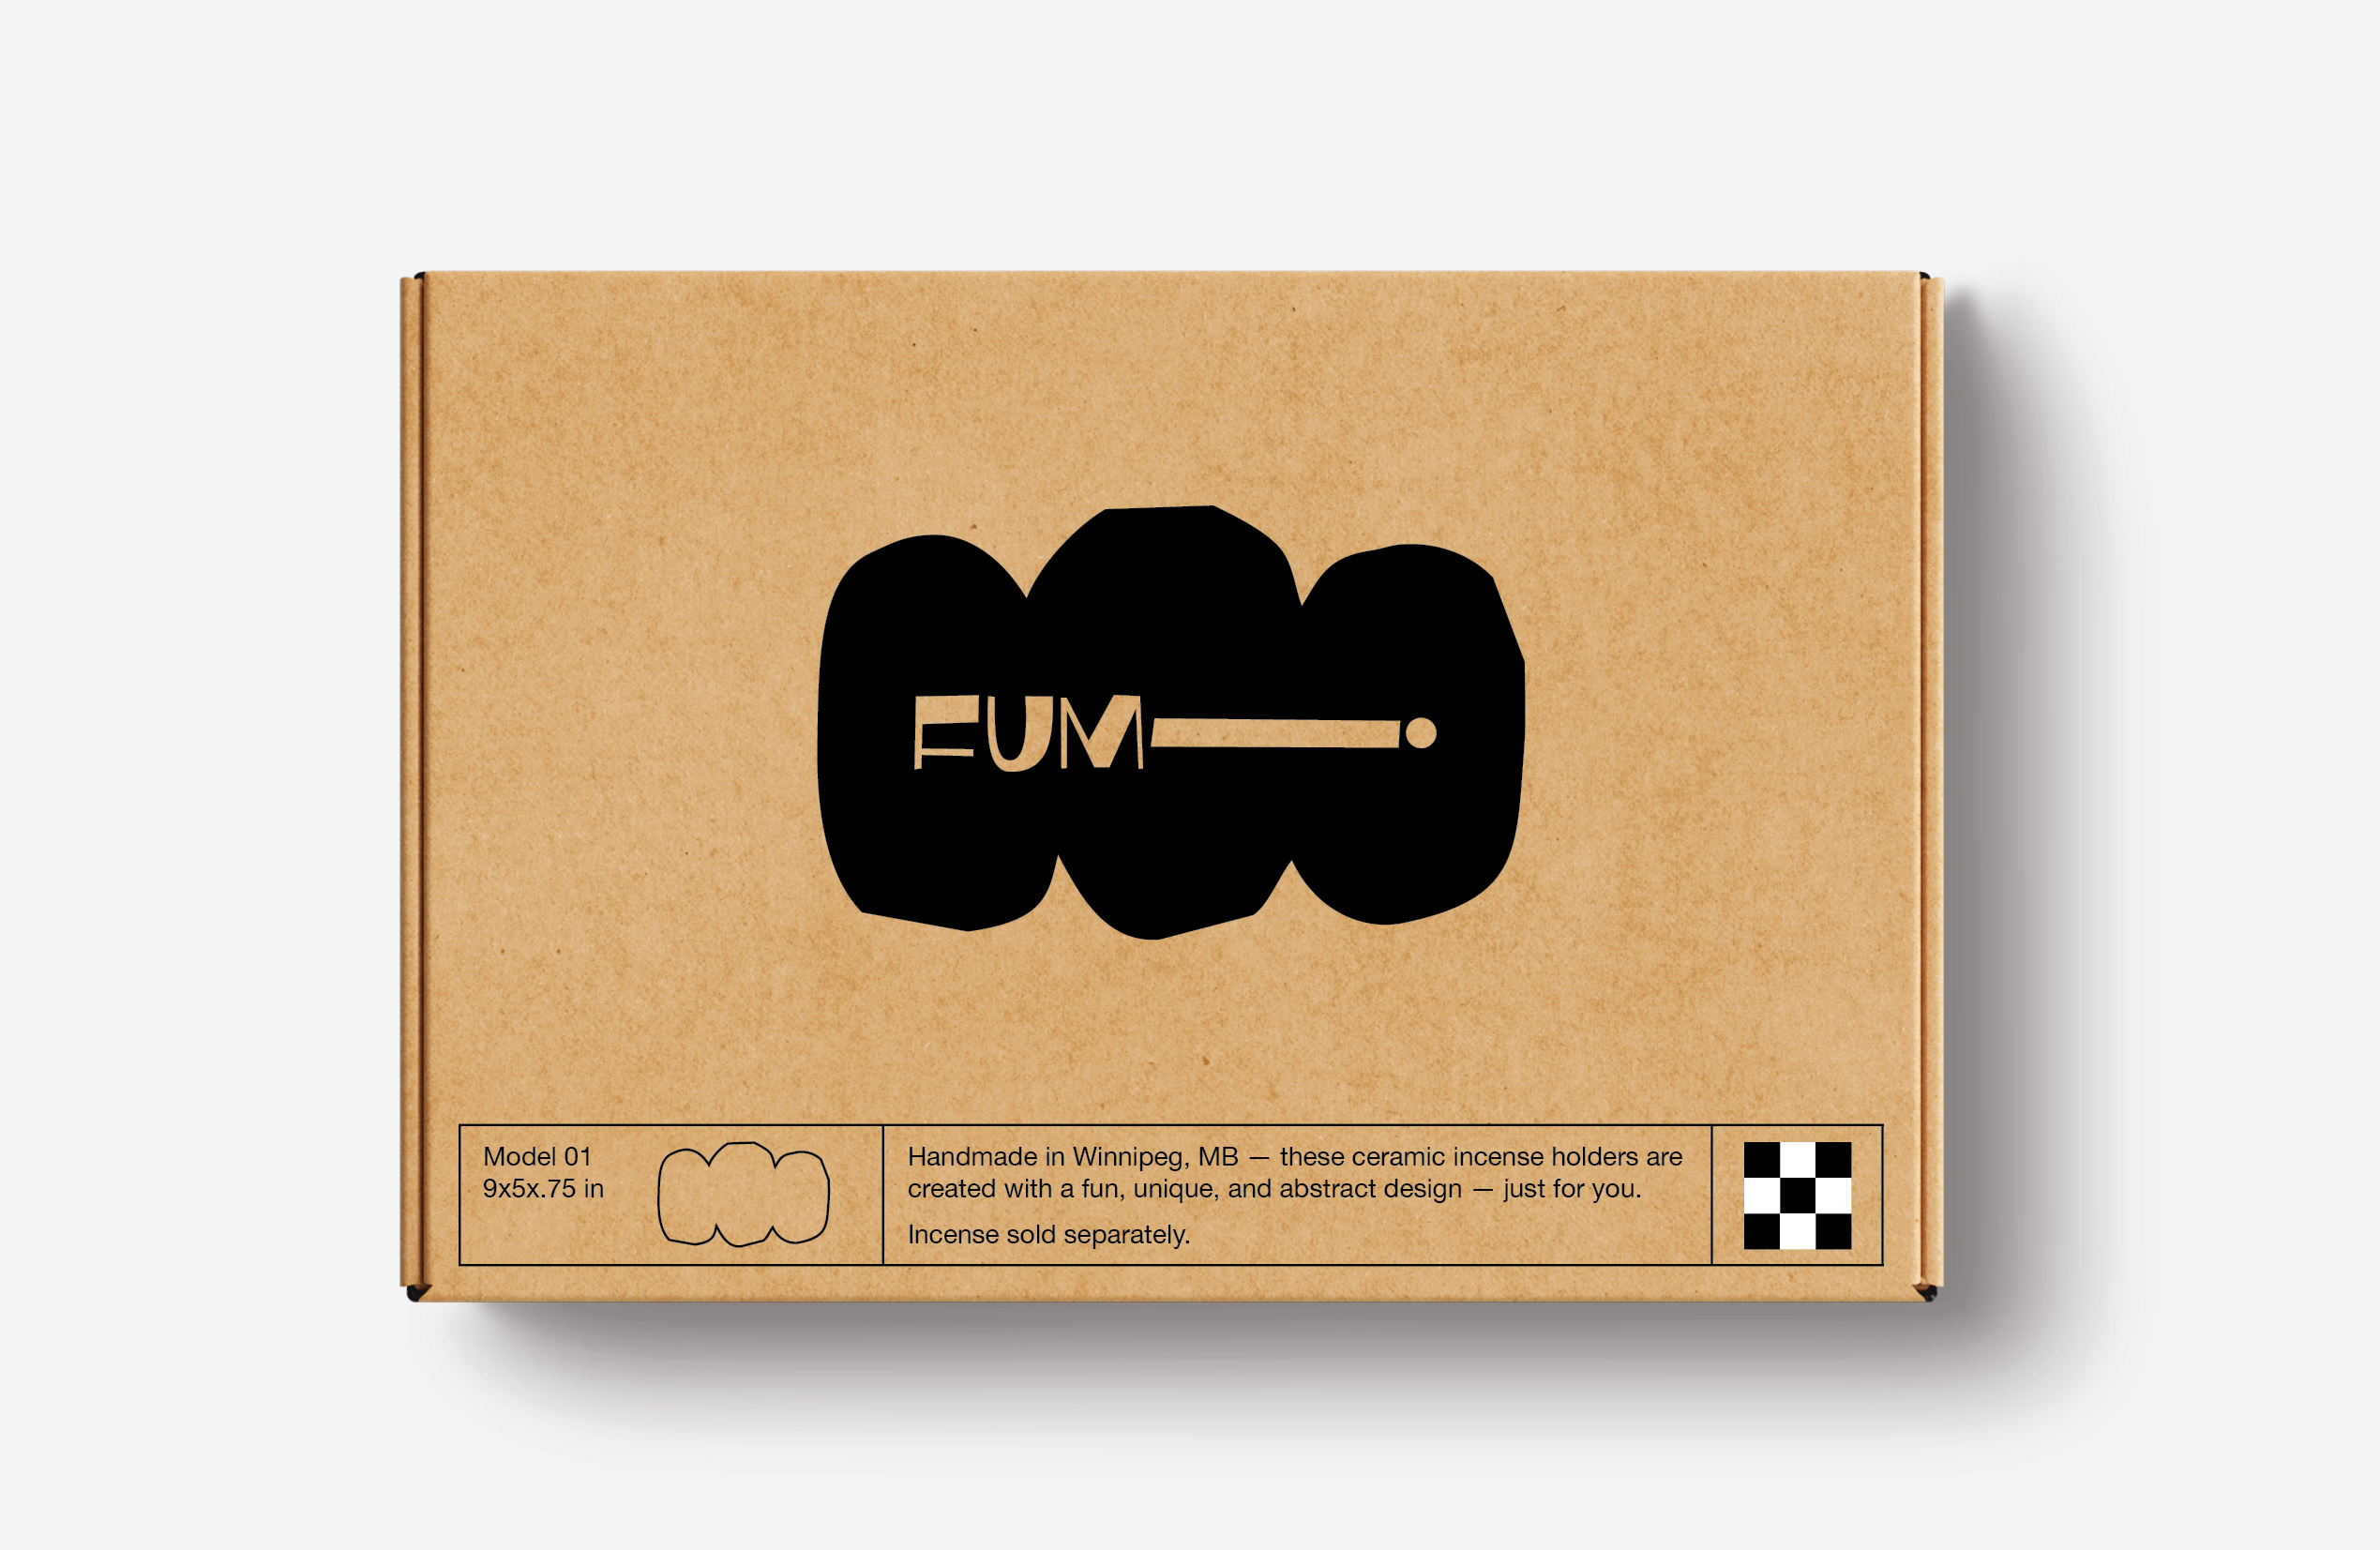 FUM
Model 01
9x5x.75 in
Handmade in Winnipeg, MB — these ceramic incense holders are
created with a fun, unique, and abstract design — just for you.
Incense sold separately.